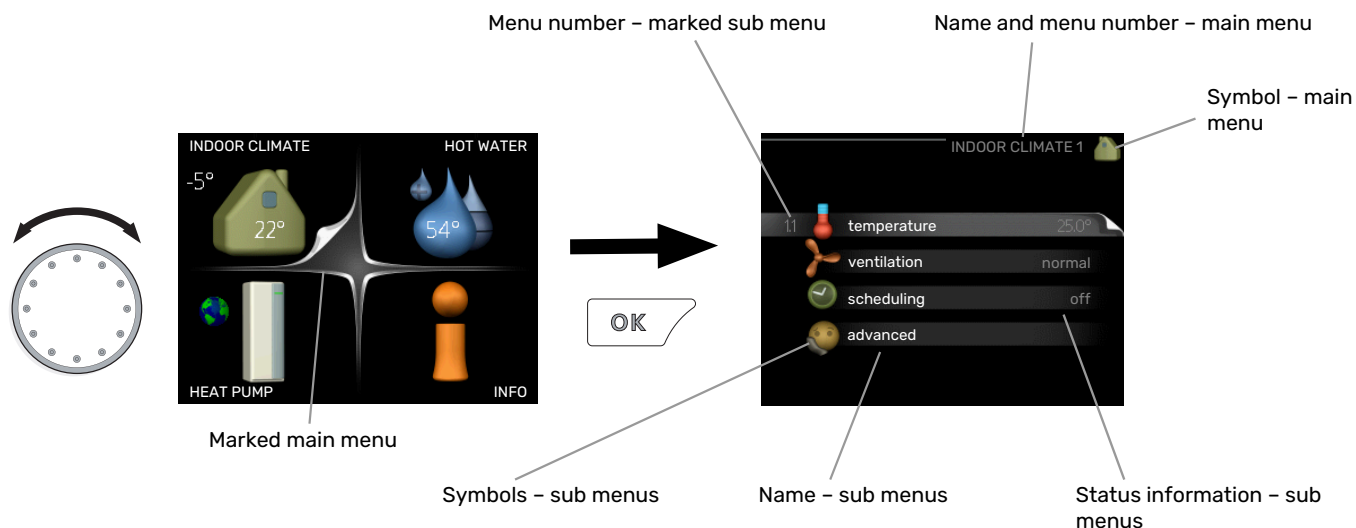 Menu number – marked sub menu
Name and menu number – main menu
Symbol – main
menu
INDOOR CLIMATE
HOT WATER
-5°
22°
54°
HEAT PUMP
INFO
Marked main menu
OK
INDOOR CLIMATE 1
1.1 temperature 25.0°
ventilation normal
scheduling off
advanced
Symbols – sub menus
Name – sub menus
Status information – sub
menus